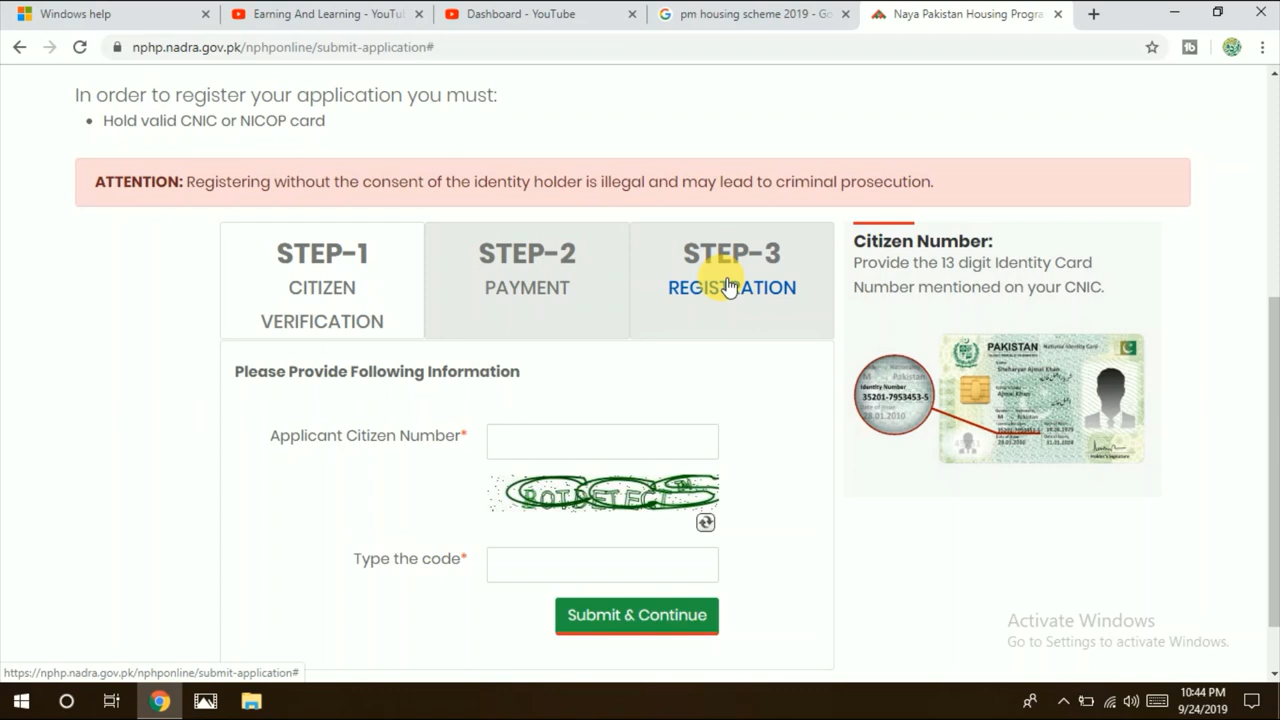 Windows help
Earning And Learning - YouTu
Dashboard - YouTube
pm housing scheme 2019 - Go
Naya Pakistan Housing Progra
nphp.nadra.gov.pk/nphponline/submit-application#
In order to register your application you must:
Hold valid CNIC or NICOP card
ATTENTION: Registering without the consent of the identity holder is illegal and may lead to criminal prosecution.
STEP-1
CITIZEN
VERIFICATION
STEP-2
PAYMENT
STEP-3
REGISTRATION
Please Provide Following Information
Applicant Citizen Number*
Type the code*
Submit & Continue
Citizen Number:
Provide the 13 digit Identity Card
Number mentioned on your CNIC.
PAKISTAN National Identity Card
Pakistan
Identity Number
35201-7953453-5
Activate Windows
Go to Settings to activate Windows.
https://nphp.nadra.gov.pk/nphponline/submit-application#
10:44 PM
9/24/2019